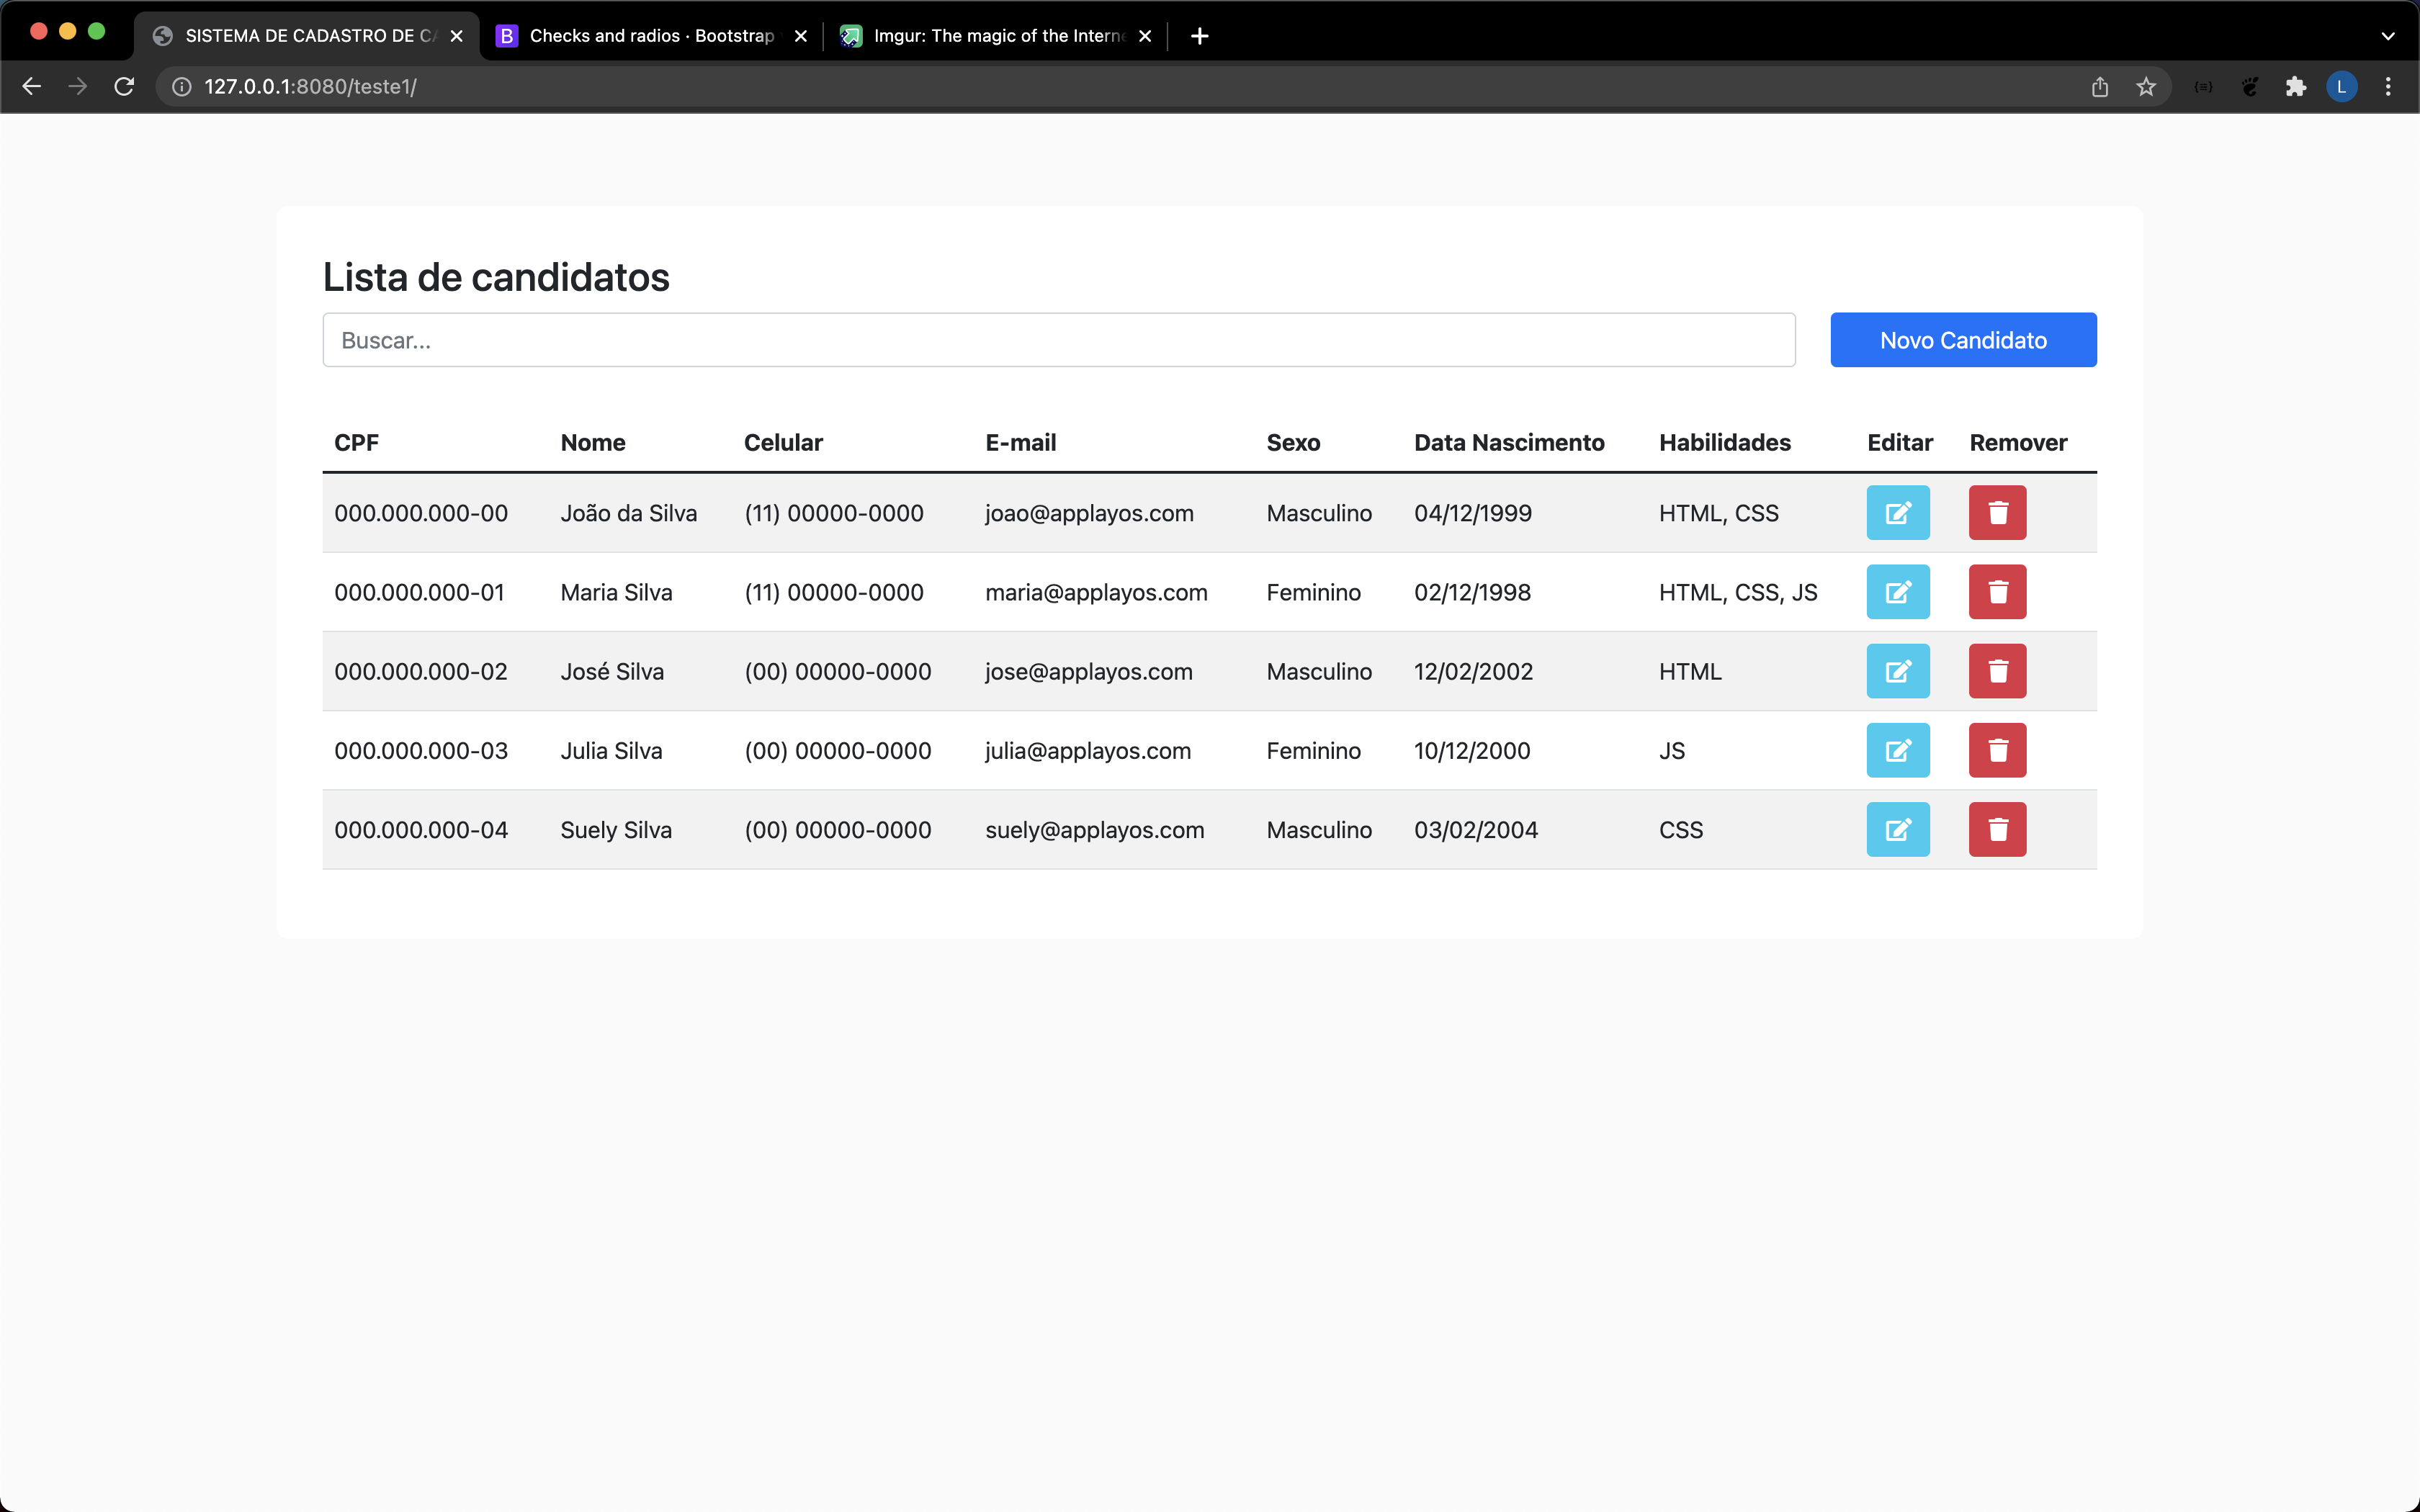 SISTEMA DE CADASTRO DE CA
Checks and radios · Bootstrap
Imgur: The magic of the Interne
127.0.0.1:8080/teste1/
L
Lista de candidatos
Buscar...
Novo Candidato
CPF Nome Celular E-mail Sexo Data Nascimento Habilidades Editar Remover
000.000.000-00 João da Silva (11) 00000-0000 joao@applayos.com Masculino 04/12/1999 HTML, CSS
000.000.000-01 Maria Silva (11) 00000-0000 maria@applayos.com Feminino 02/12/1998 HTML, CSS, JS
000.000.000-02 José Silva (00) 00000-0000 jose@applayos.com Masculino 12/02/2002 HTML
000.000.000-03 Julia Silva (00) 00000-0000 julia@applayos.com Feminino 10/12/2000 JS
000.000.000-04 Suely Silva (00) 00000-0000 suely@applayos.com Masculino 03/02/2004 CSS